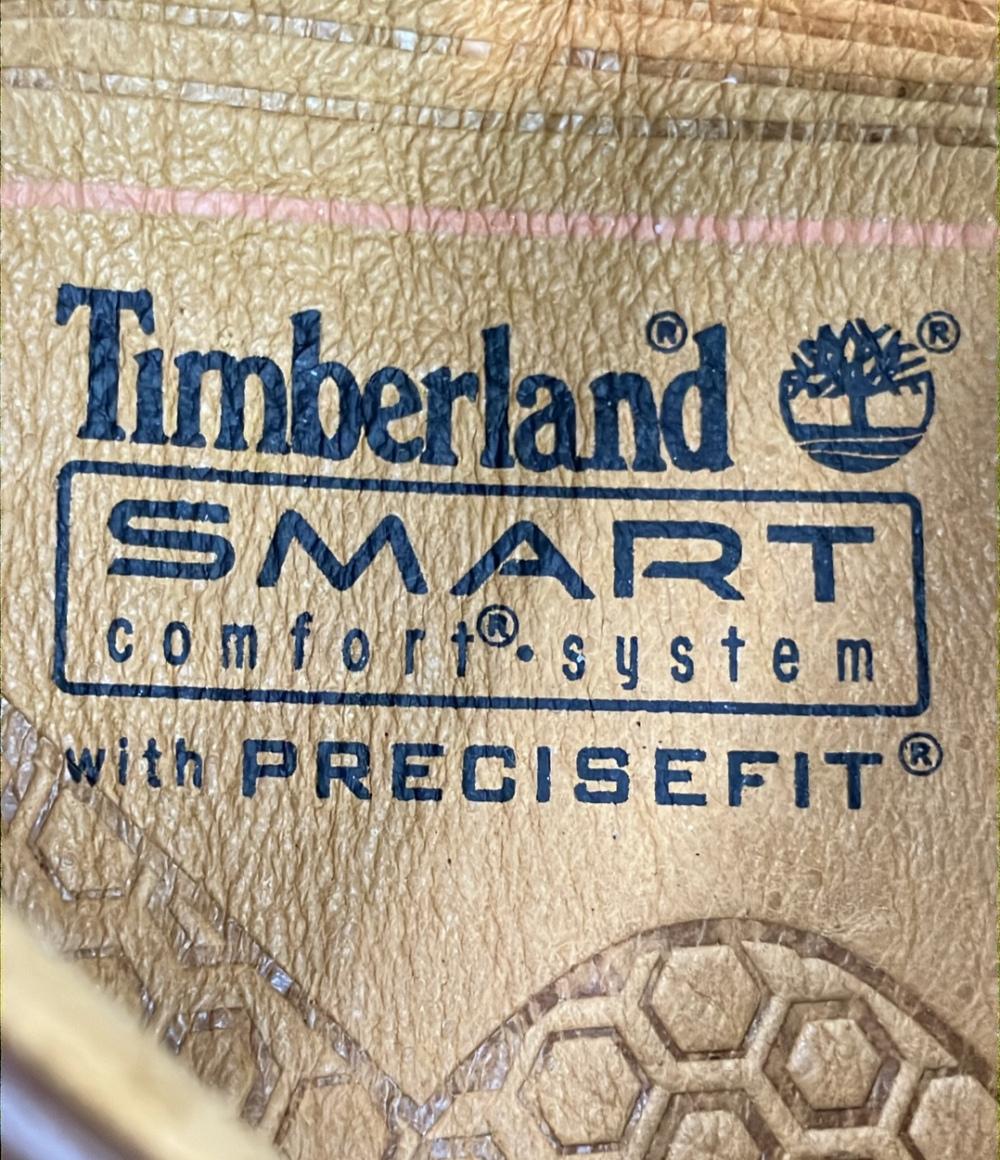 Timberland® ®
SMART
comfort®·system
with PRECISEFIT®